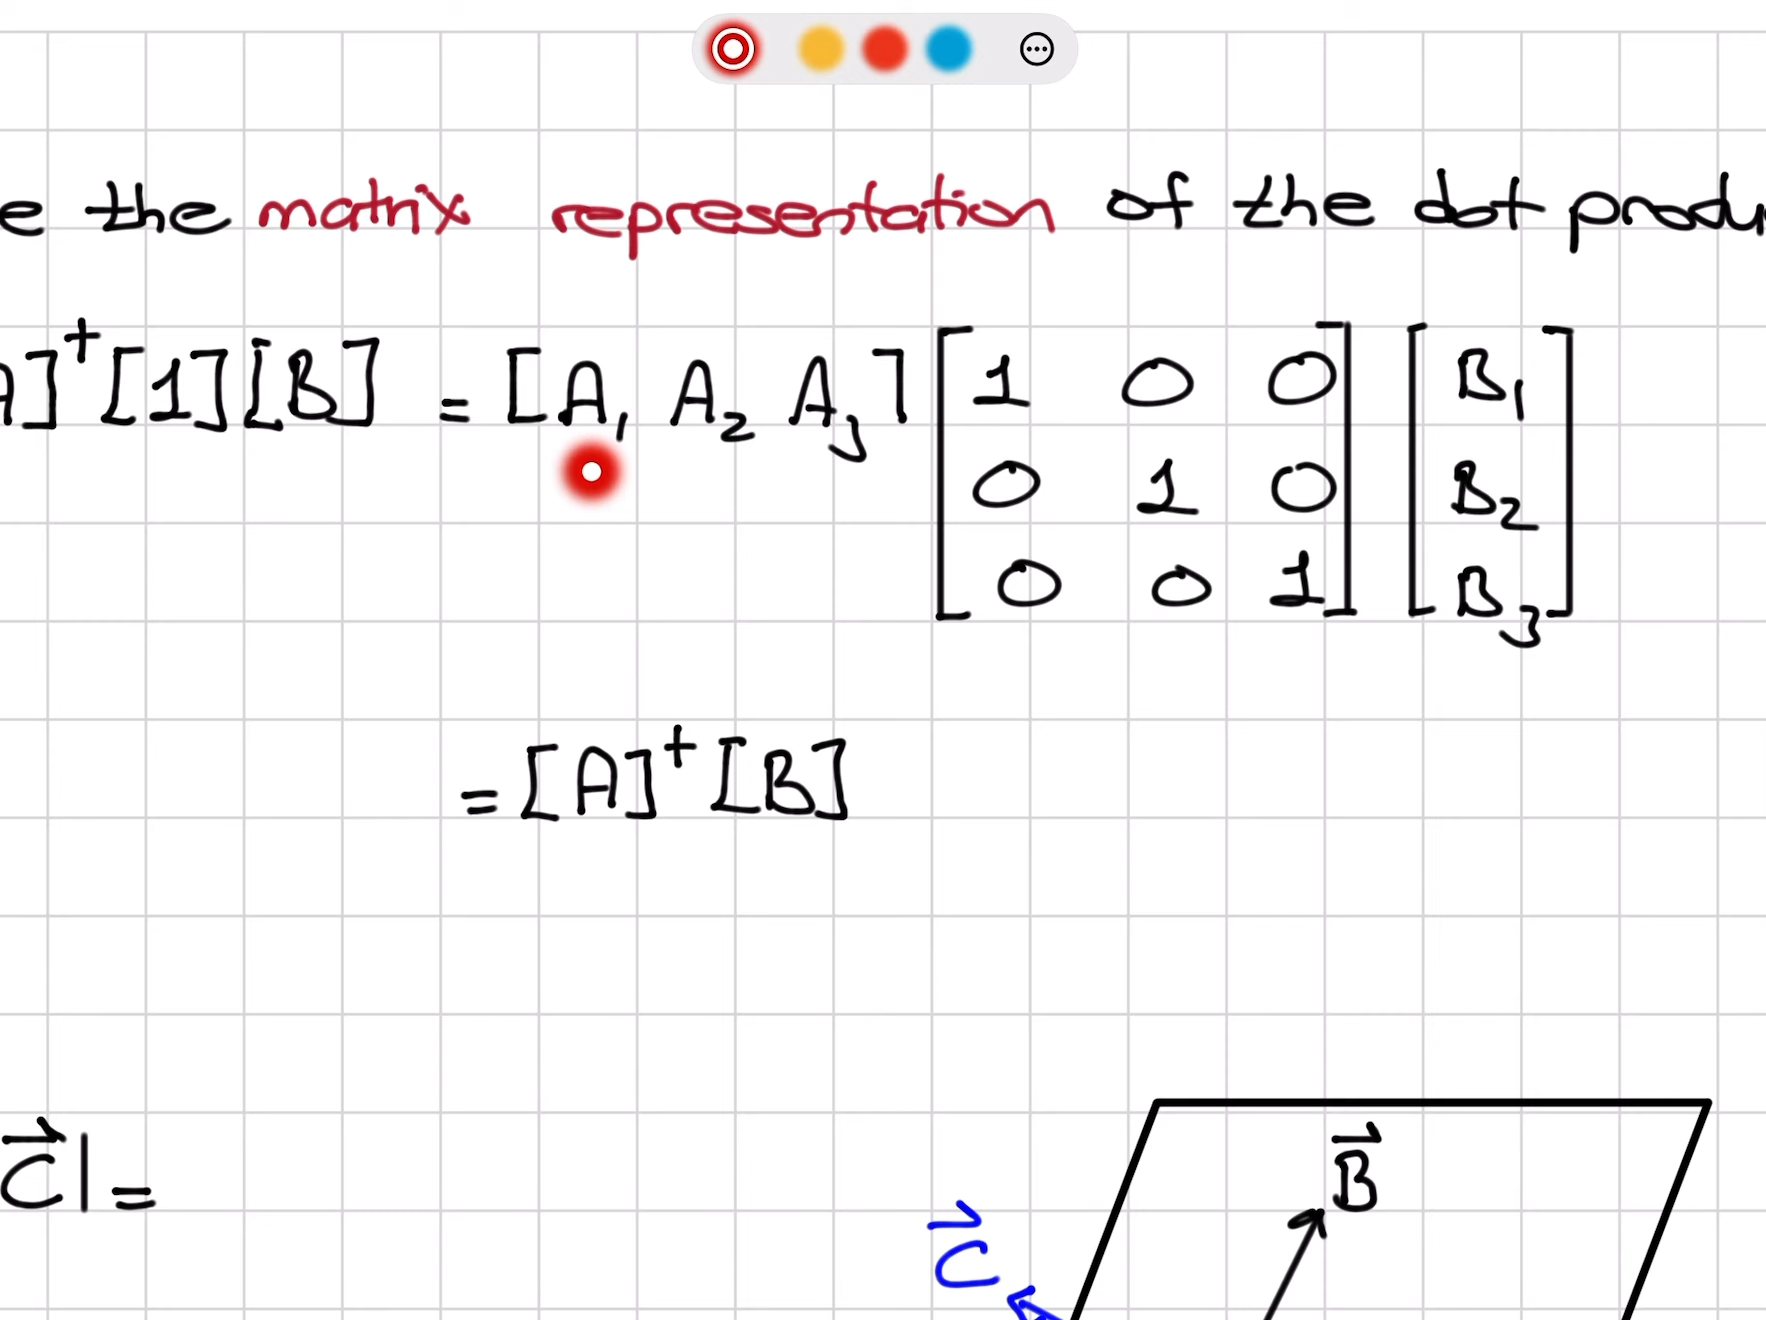 e the matrix representation of the dot produ
A]ᵗ [1] [B] = [A₁ A₂ A₃] [1 0 0] [B₁]
[0 1 0] [B₂]
[0 0 1] [B₃]
= [A]ᵗ [B]
C⃗| =
B⃗
C⃗